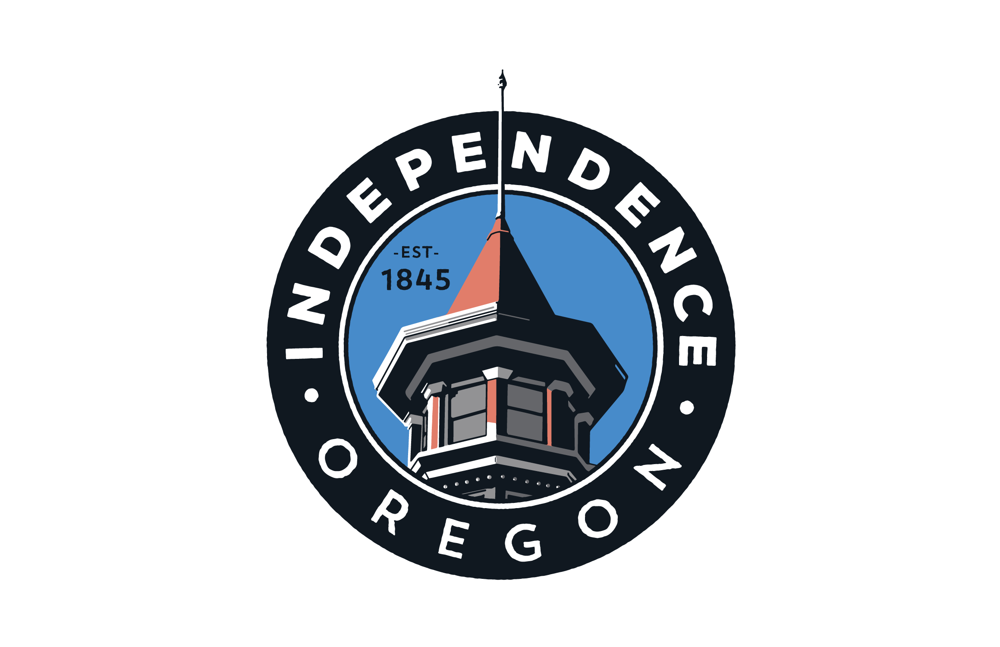 INDEPENDENCE
-EST-
1845
• OREGON •